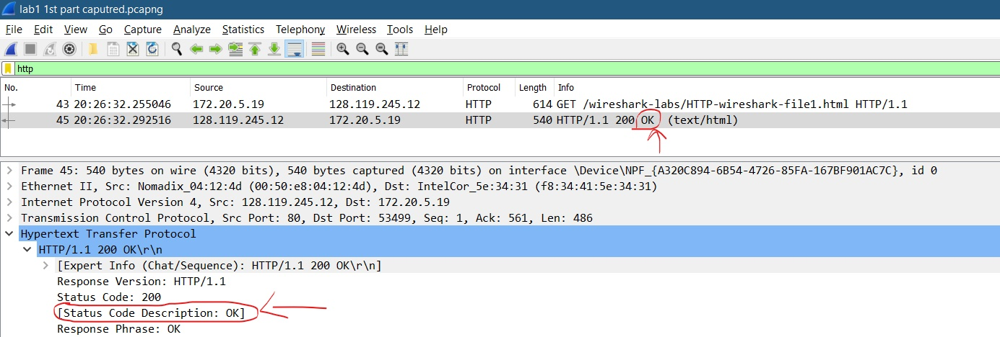 lab1 1st part caputred.pcapng
File Edit View Go Capture Analyze Statistics Telephony Wireless Tools Help
http
No. Time Source Destination Protocol Length Info
43 20:26:32.255046 172.20.5.19 128.119.245.12 HTTP 614 GET /wireshark-labs/HTTP-wireshark-file1.html HTTP/1.1
45 20:26:32.292516 128.119.245.12 172.20.5.19 HTTP 540 HTTP/1.1 200 OK (text/html)
Frame 45: 540 bytes on wire (4320 bits), 540 bytes captured (4320 bits) on interface \Device\NPF_{A320C894-6B54-4726-85FA-167BF901AC7C}, id 0
Ethernet II, Src: Nomadix_04:12:4d (00:50:e8:04:12:4d), Dst: IntelCor_5e:34:31 (f8:34:41:5e:34:31)
Internet Protocol Version 4, Src: 128.119.245.12, Dst: 172.20.5.19
Transmission Control Protocol, Src Port: 80, Dst Port: 53499, Seq: 1, Ack: 561, Len: 486
Hypertext Transfer Protocol
HTTP/1.1 200 OK\r\n
[Expert Info (Chat/Sequence): HTTP/1.1 200 OK\r\n]
Response Version: HTTP/1.1
Status Code: 200
[Status Code Description: OK]
Response Phrase: OK